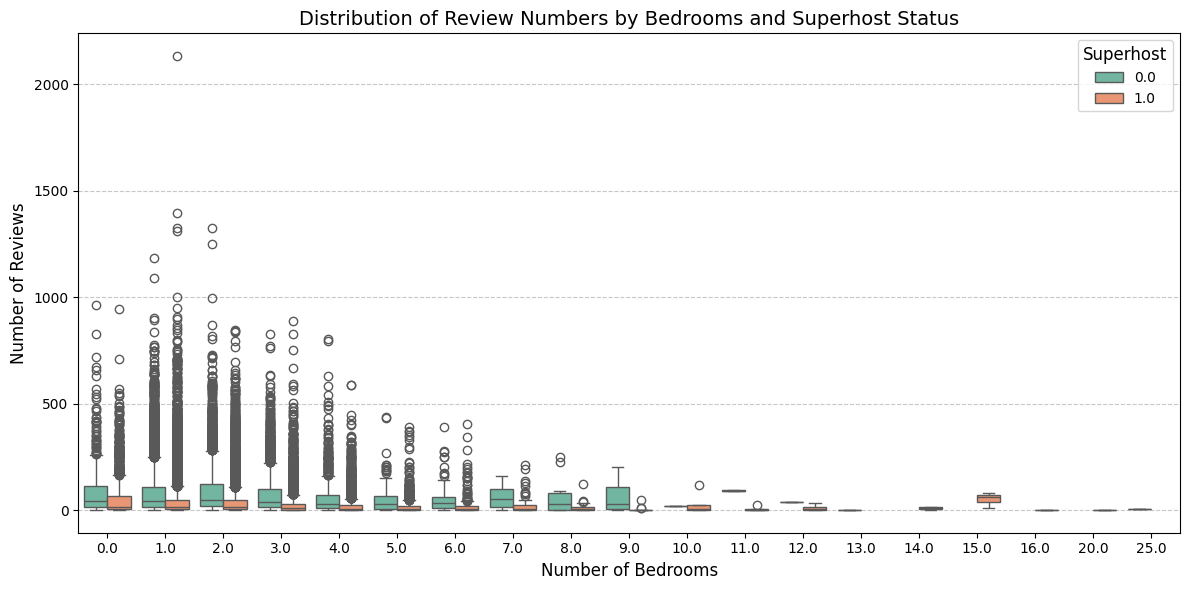 Distribution of Review Numbers by Bedrooms and Superhost Status
Superhost
0.0
1.0
Number of Reviews
2000
1500
1000
500
0
0.0 1.0 2.0 3.0 4.0 5.0 6.0 7.0 8.0 9.0 10.0 11.0 12.0 13.0 14.0 15.0 16.0 20.0 25.0
Number of Bedrooms